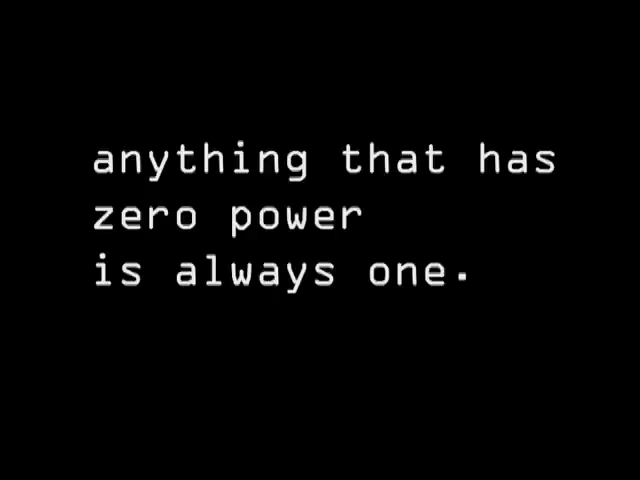 anything that has
zero power
is always one.